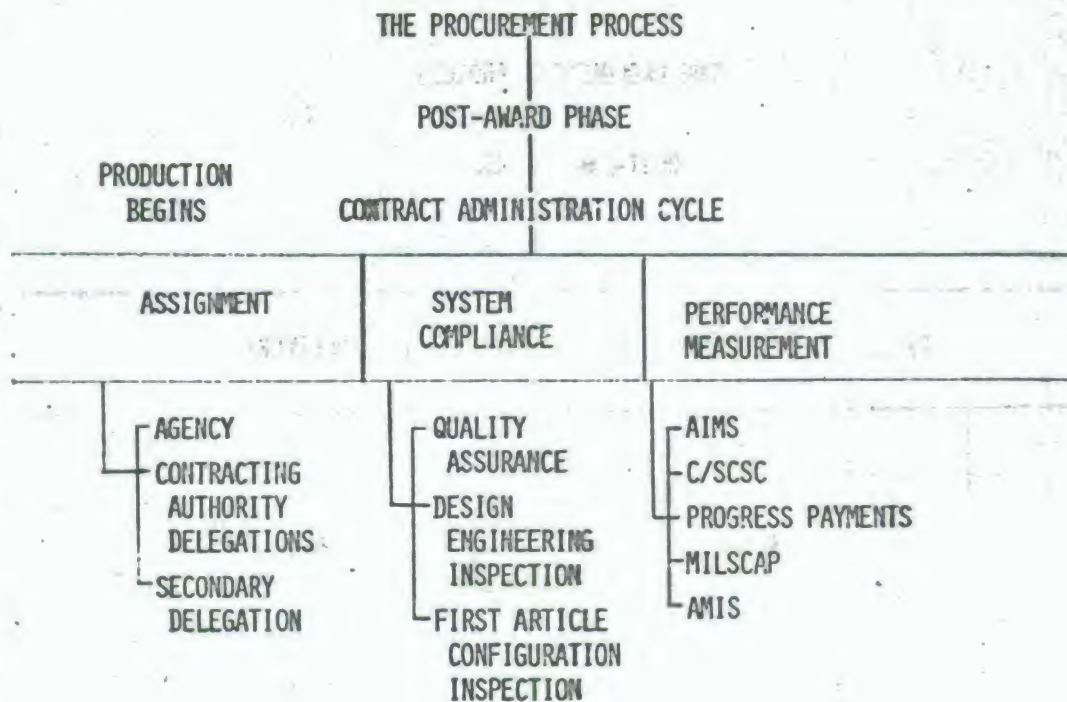 THE PROCUREMENT PROCESS
POST-AWARD PHASE
PRODUCTION
BEGINS
CONTRACT ADMINISTRATION CYCLE
ASSIGNMENT
SYSTEM
COMPLIANCE
PERFORMANCE
MEASUREMENT
AGENCY
CONTRACTING
AUTHORITY
DELEGATIONS
SECONDARY
DELEGATION
QUALITY
ASSURANCE
DESIGN
ENGINEERING
INSPECTION
FIRST ARTICLE
CONFIGURATION
INSPECTION
AIMS
C/SCSC
PROGRESS PAYMENTS
MILSCAP
AMIS